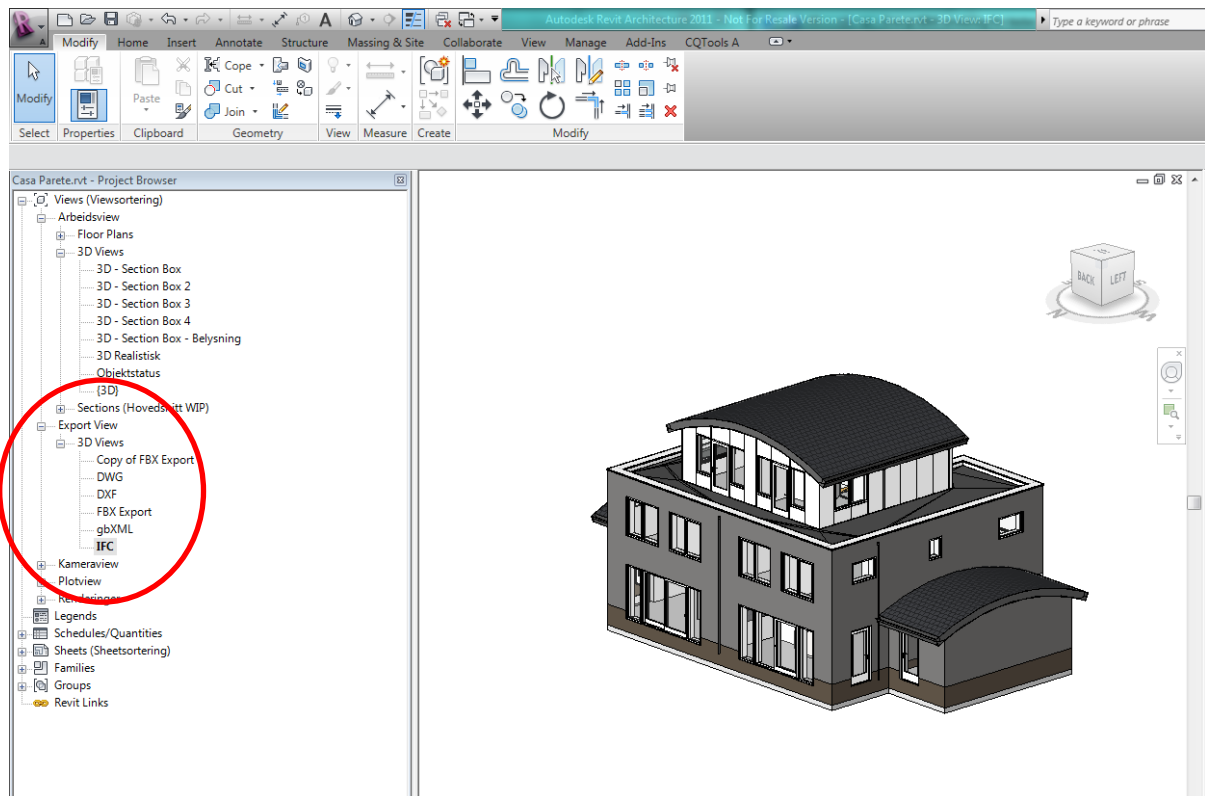 Autodesk Revit Architecture 2011 - Not For Resale Version - [Casa Parete.rvt - 3D View: IFC]
Type a keyword or phrase
Modify Home Insert Annotate Structure Massing & Site Collaborate View Manage Add-Ins CQTools A
Modify
Paste
Cope
Cut
Join
Select Properties Clipboard Geometry View Measure Create Modify
Casa Parete.rvt - Project Browser
Views (Viewsortering)
Arbeidsview
Floor Plans
3D Views
3D - Section Box
3D - Section Box 2
3D - Section Box 3
3D - Section Box 4
3D - Section Box - Belysning
3D Realistisk
Objektstatus
{3D}
Sections (Hovedsnitt WIP)
Export View
3D Views
Copy of FBX Export
DWG
DXF
FBX Export
gbXML
IFC
Kameraview
Plotview
Renderinger
Legends
Schedules/Quantities
Sheets (Sheetsortering)
Families
Groups
Revit Links
BACK LEFT